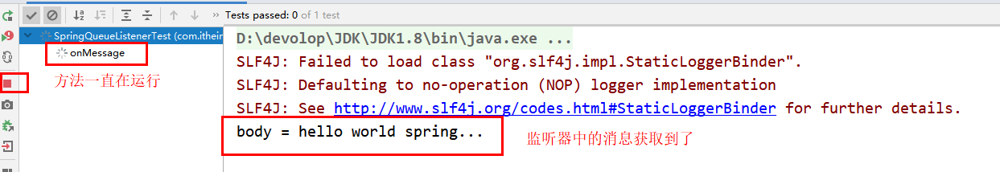 Tests passed: 0 of 1 test
SpringQueueListenerTest (com.itheim
onMessage
方法一直在运行
D:\devolop\JDK\JDK1.8\bin\java.exe ...
SLF4J: Failed to load class "org.slf4j.impl.StaticLoggerBinder".
SLF4J: Defaulting to no-operation (NOP) logger implementation
SLF4J: See http://www.slf4j.org/codes.html#StaticLoggerBinder for further details.
body = hello world spring...
监听器中的消息获取到了